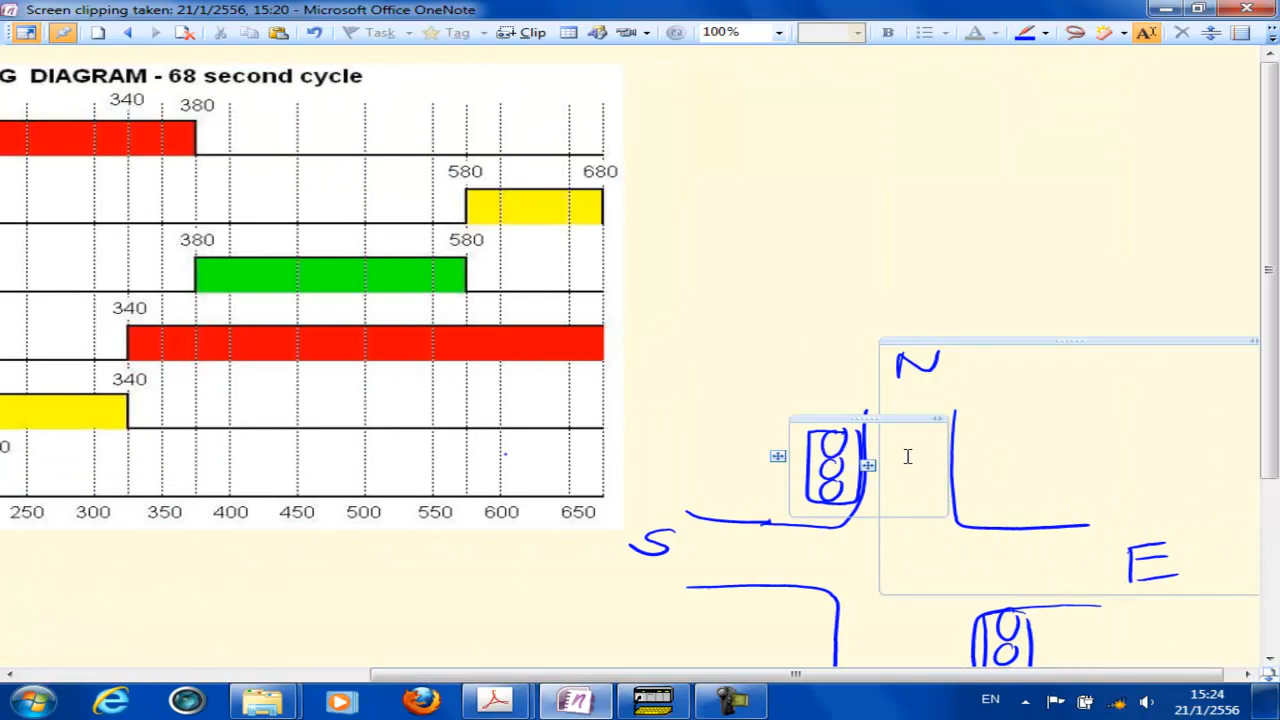 Screen clipping taken: 21/1/2556, 15:20 - Microsoft Office OneNote
Task Tag Clip 100% B A A
G DIAGRAM - 68 second cycle
340 380
580 680
380 580
340
340
0
250 300 350 400 450 500 550 600 650
N
S
E
EN 15:24
21/1/2556